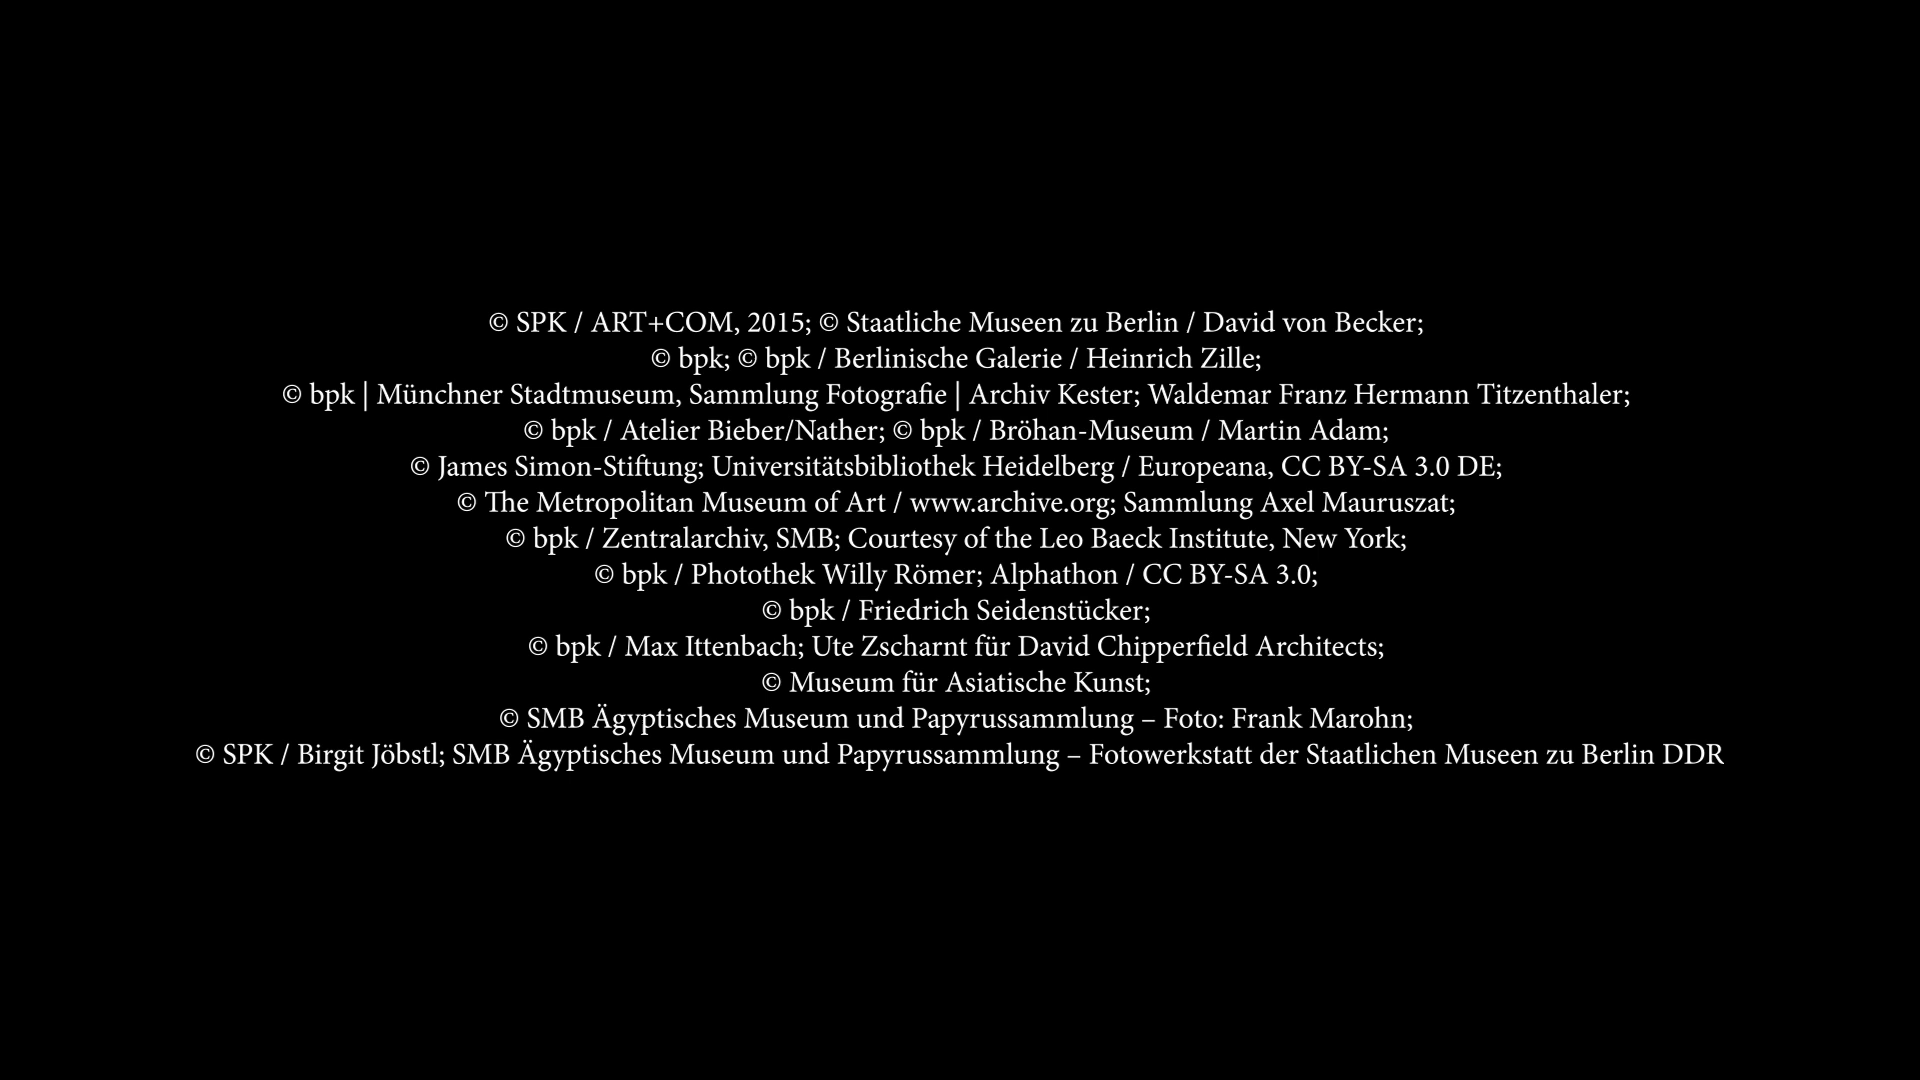 © SPK / ART+COM, 2015; © Staatliche Museen zu Berlin / David von Becker;
© bpk; © bpk / Berlinische Galerie / Heinrich Zille;
© bpk | Münchner Stadtmuseum, Sammlung Fotografie | Archiv Kester; Waldemar Franz Hermann Titzenthaler;
© bpk / Atelier Bieber/Nather; © bpk / Bröhan-Museum / Martin Adam;
© James Simon-Stiftung; Universitätsbibliothek Heidelberg / Europeana, CC BY-SA 3.0 DE;
© The Metropolitan Museum of Art / www.archive.org; Sammlung Axel Mauruszat;
© bpk / Zentralarchiv, SMB; Courtesy of the Leo Baeck Institute, New York;
© bpk / Photothek Willy Römer; Alphathon / CC BY-SA 3.0;
© bpk / Friedrich Seidenstücker;
© bpk / Max Ittenbach; Ute Zscharnt für David Chipperfield Architects;
© Museum für Asiatische Kunst;
© SMB Ägyptisches Museum und Papyrussammlung – Foto: Frank Marohn;
© SPK / Birgit Jöbstl; SMB Ägyptisches Museum und Papyrussammlung – Fotowerkstatt der Staatlichen Museen zu Berlin DDR